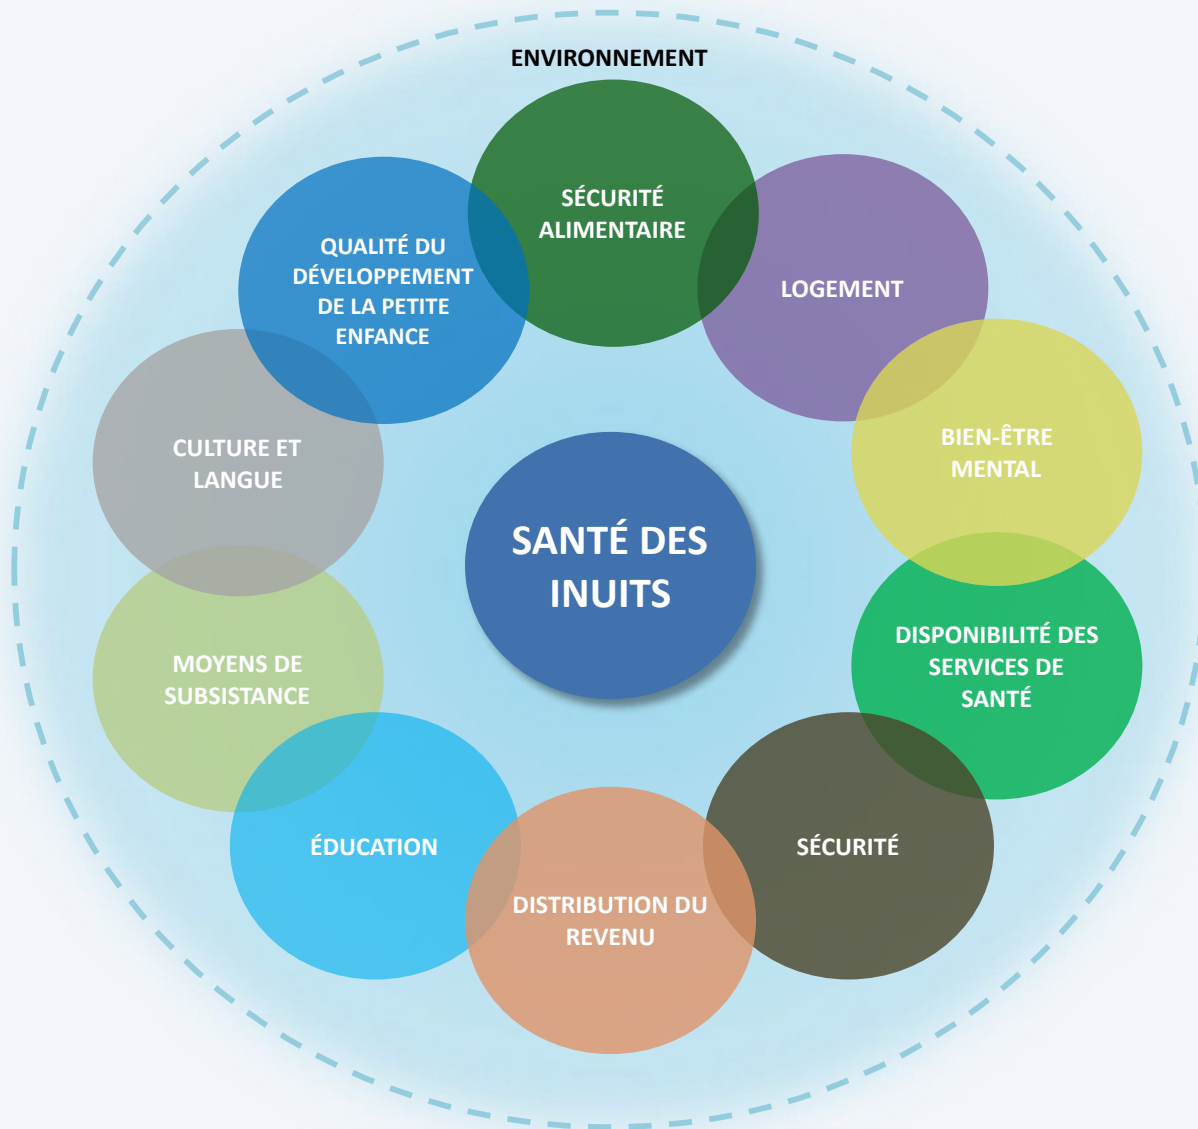 ENVIRONNEMENT
SÉCURITÉ
ALIMENTAIRE
LOGEMENT
BIEN-ÊTRE
MENTAL
DISPONIBILITÉ DES
SERVICES DE
SANTÉ
SÉCURITÉ
DISTRIBUTION DU
REVENU
ÉDUCATION
MOYENS DE
SUBSISTANCE
CULTURE ET
LANGUE
QUALITÉ DU
DÉVELOPPEMENT
DE LA PETITE
ENFANCE
SANTÉ DES
INUITS